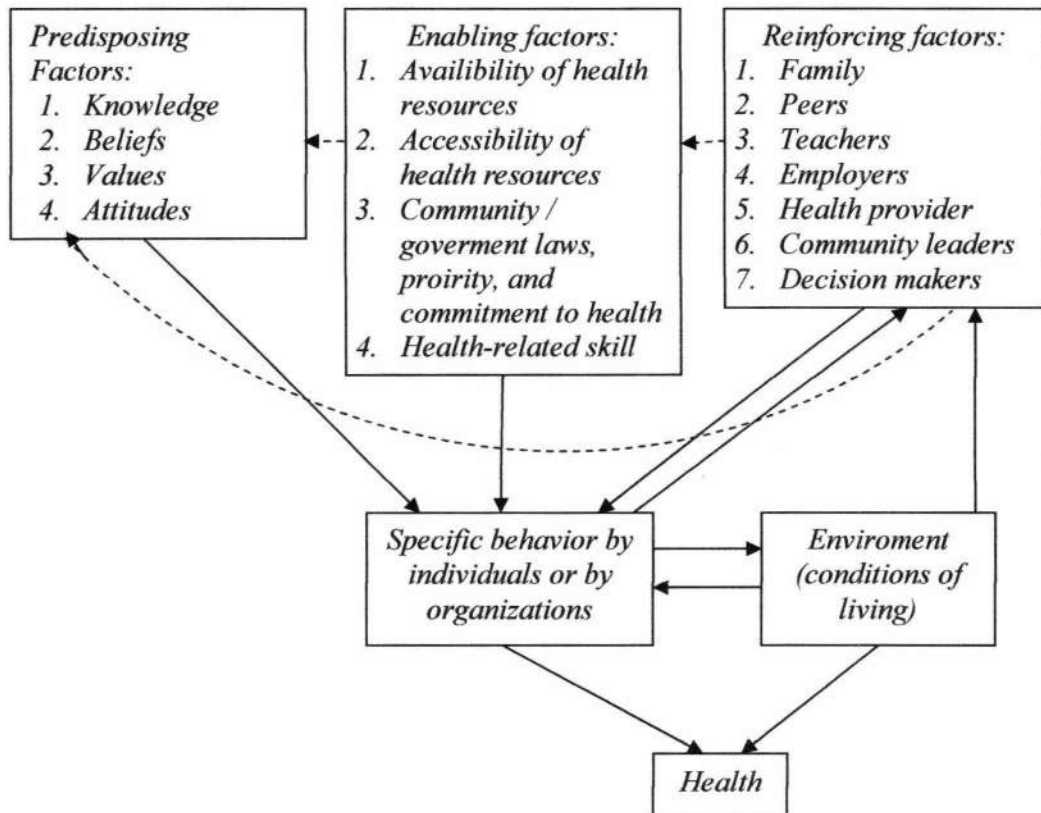 Predisposing
Factors:
1. Knowledge
2. Beliefs
3. Values
4. Attitudes
Enabling factors:
1. Availibility of health
resources
2. Accessibility of
health resources
3. Community /
goverment laws,
proirity, and
commitment to health
4. Health-related skill
Reinforcing factors:
1. Family
2. Peers
3. Teachers
4. Employers
5. Health provider
6. Community leaders
7. Decision makers
Specific behavior by
individuals or by
organizations
Enviroment
(conditions of
living)
Health